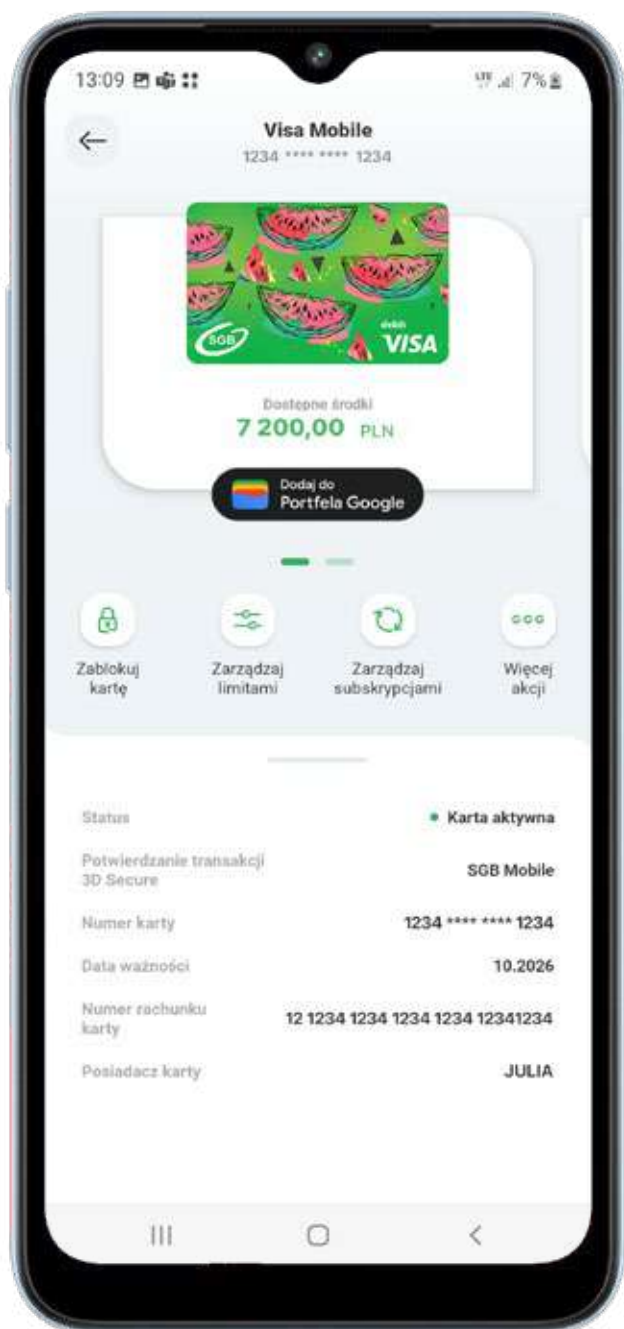 13:09
LTE 7%
Visa Mobile
1234 **** **** 1234
SGB
debit
VISA
Dostępne środki
7 200,00 PLN
Dodaj do
Portfela Google
Zablokuj
kartę
Zarządzaj
limitami
Zarządzaj
subskrypcjami
Więcej
akcji
Status
Karta aktywna
Potwierdzanie transakcji
3D Secure
SGB Mobile
Numer karty
1234 **** **** 1234
Data ważności
10.2026
Numer rachunku
karty
12 1234 1234 1234 1234 12341234
Posiadacz karty
JULIA